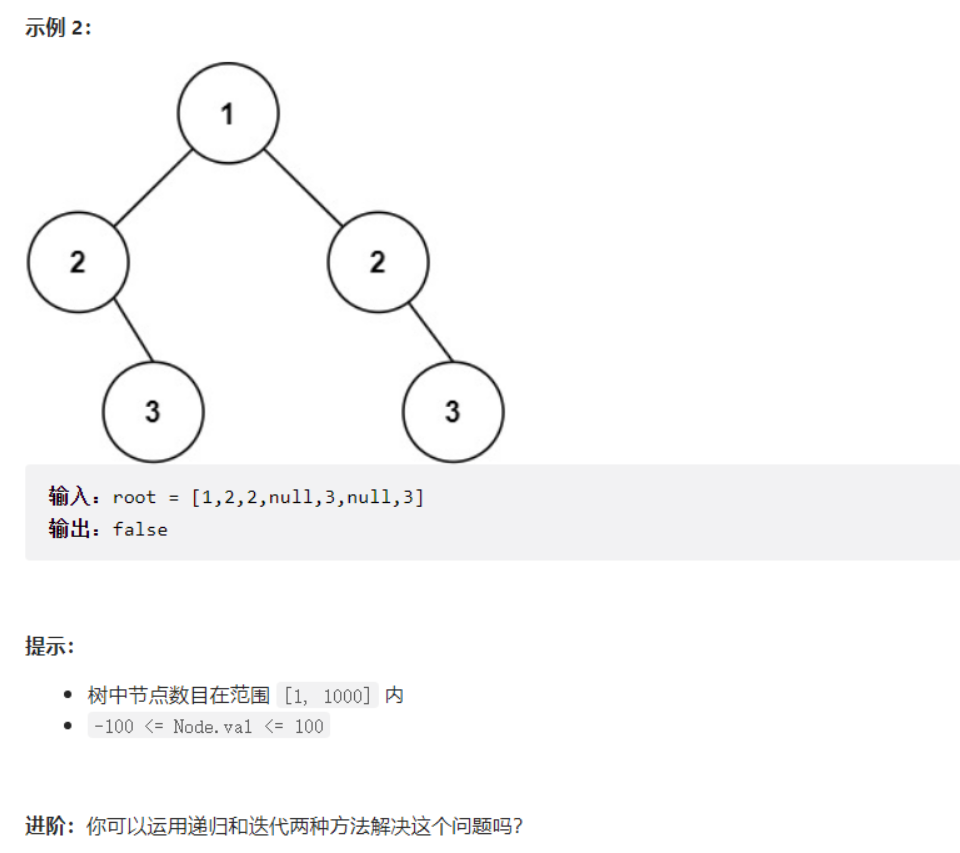 示例 2：
1
2
2
3
3
输入：root = [1,2,2,null,3,null,3]
输出：false
提示：
树中节点数目在范围 [1, 1000] 内
-100 <= Node.val <= 100
进阶：你可以运用递归和迭代两种方法解决这个问题吗？